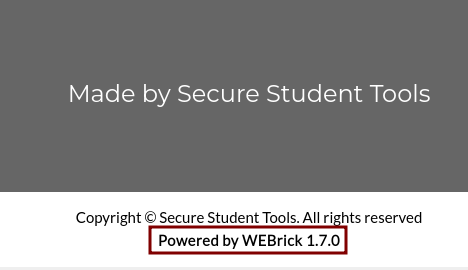 Made by Secure Student Tools
Copyright © Secure Student Tools. All rights reserved
Powered by WEBrick 1.7.0